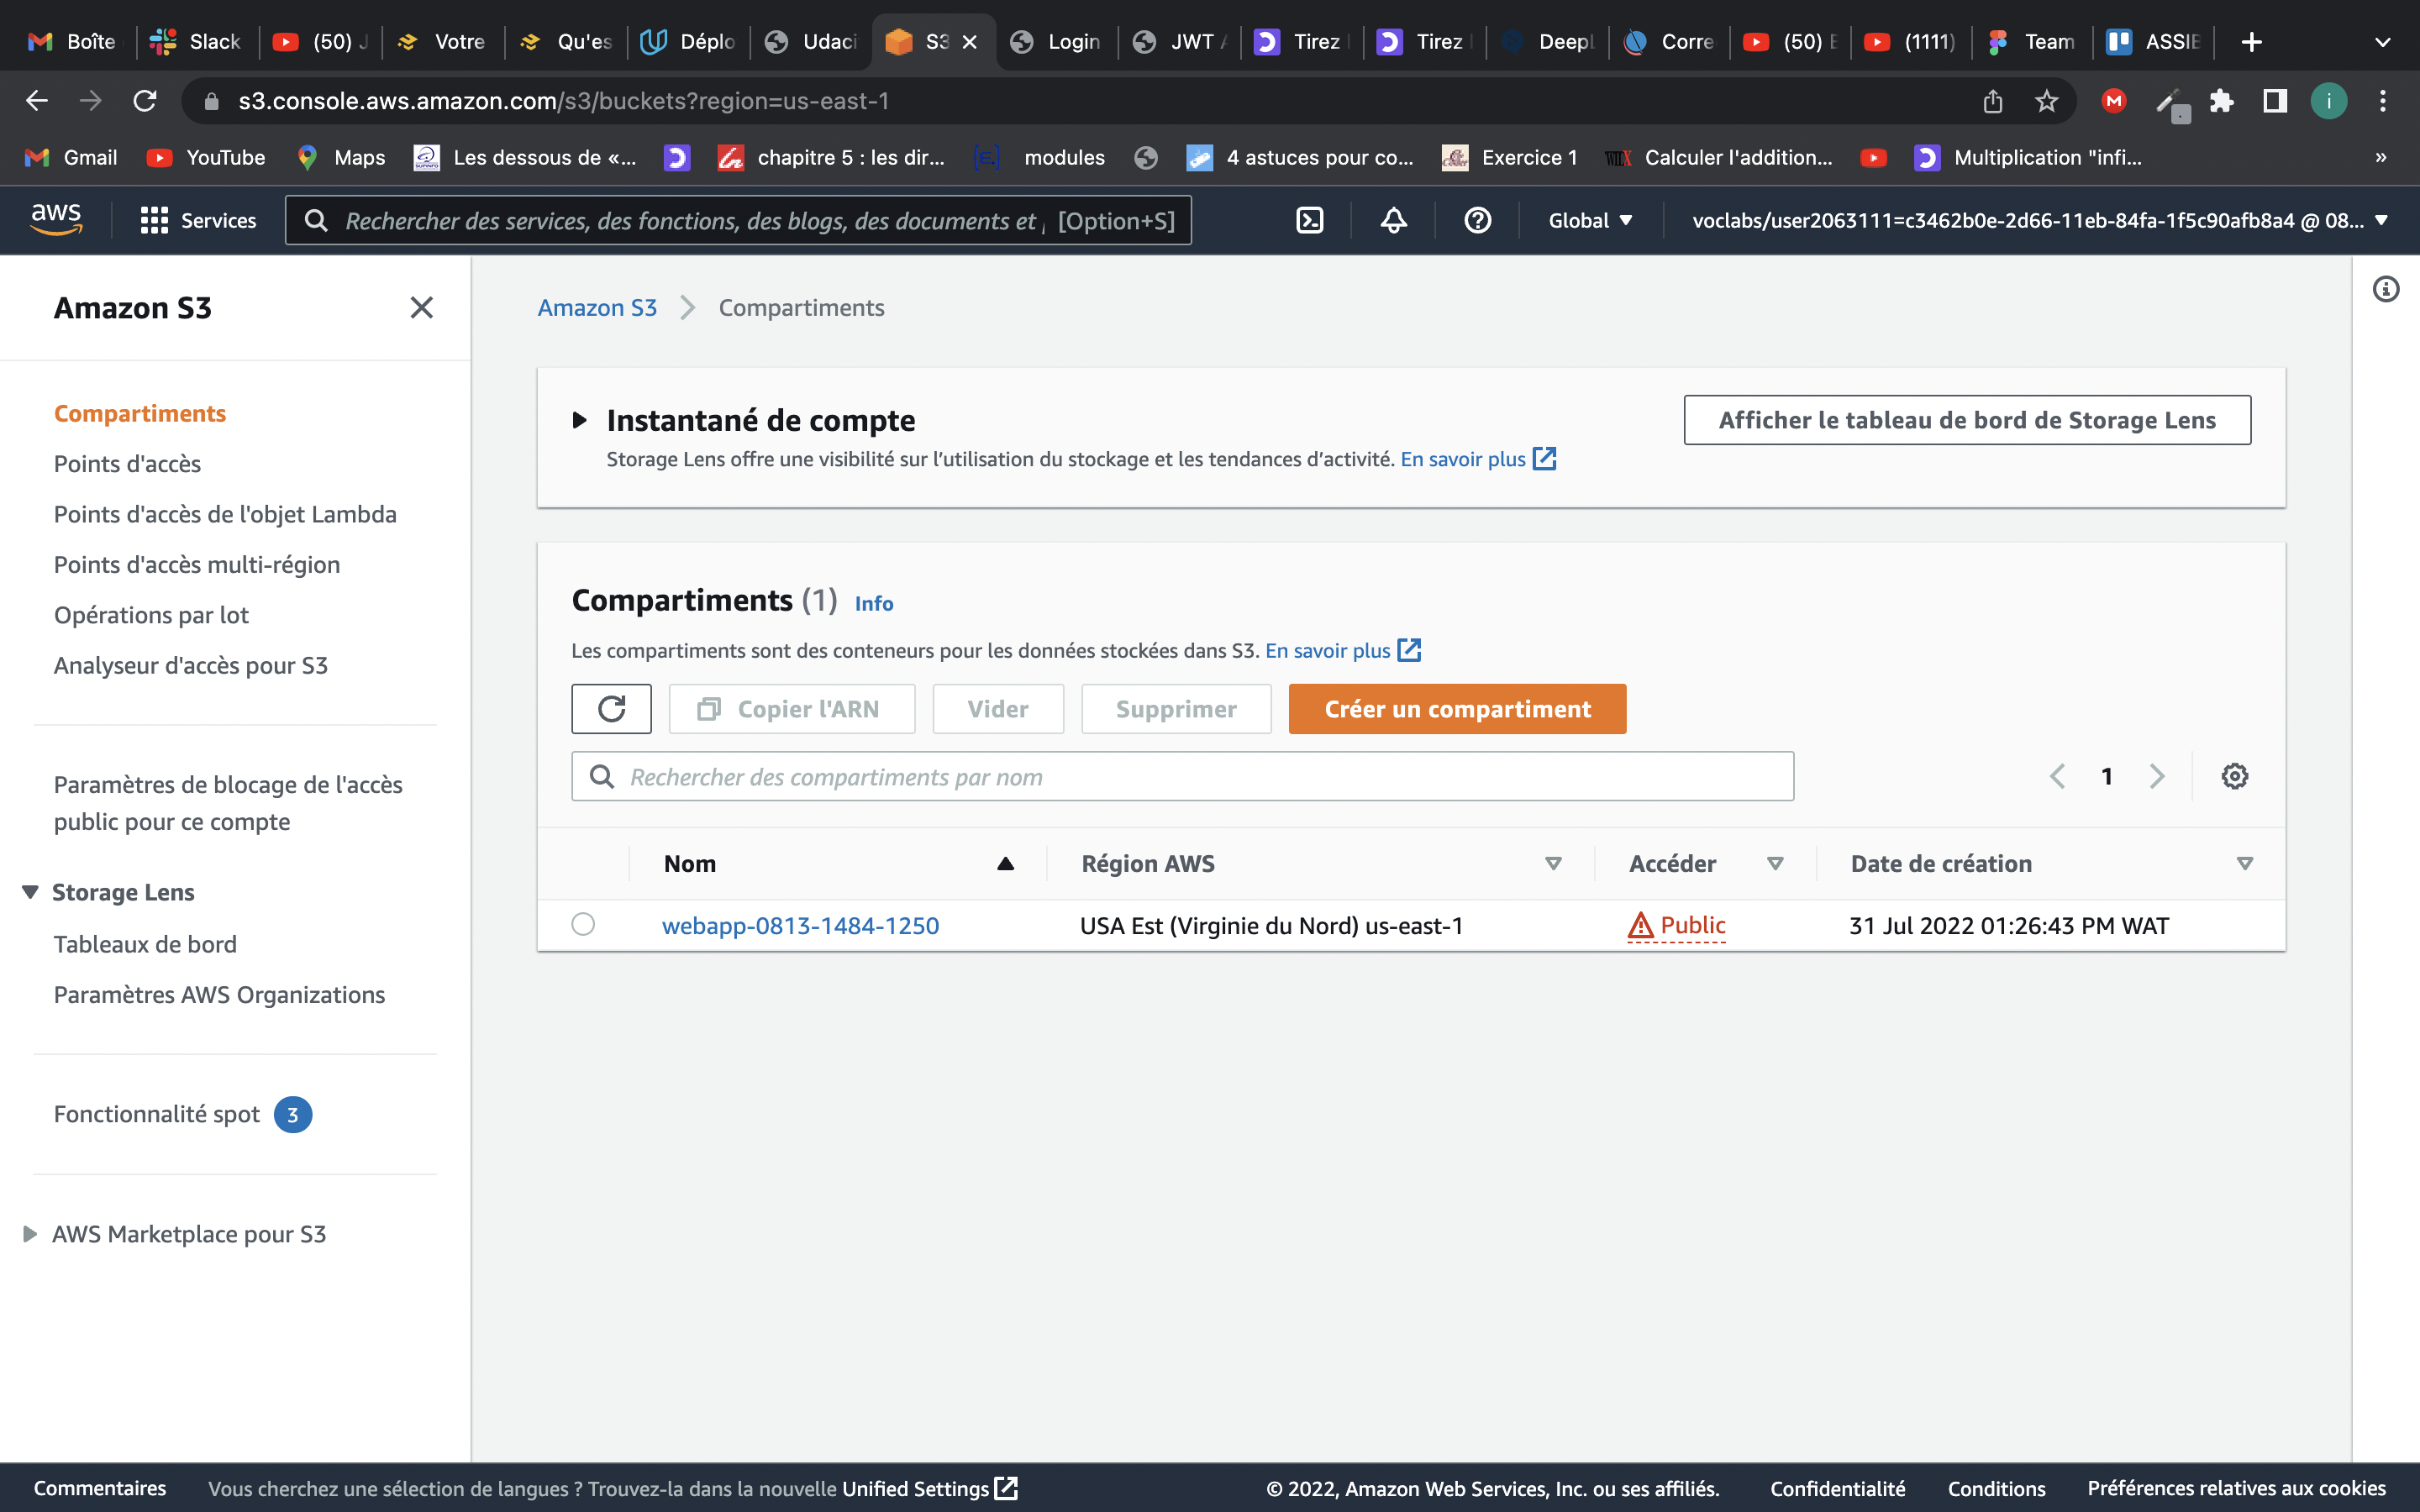 Boîte Slack (50) J Votre Qu'es Déplo Udaci S3 Login JWT Tirez Tirez DeepL Corre (50) E (1111) Team ASSIE
s3.console.aws.amazon.com/s3/buckets?region=us-east-1
Gmail YouTube Maps Les dessous de «... chapitre 5 : les dir... modules 4 astuces pour co... Exercice 1 Calculer l'addition... Multiplication "infi... »
aws Services Rechercher des services, des fonctions, des blogs, des documents et [Option+S] Global voclabs/user2063111=c3462b0e-2d66-11eb-84fa-1f5c90afb8a4 @ 08...
Amazon S3
Compartiments
Points d'accès
Points d'accès de l'objet Lambda
Points d'accès multi-région
Opérations par lot
Analyseur d'accès pour S3
Paramètres de blocage de l'accès
public pour ce compte
Storage Lens
Tableaux de bord
Paramètres AWS Organizations
Fonctionnalité spot 3
AWS Marketplace pour S3
Amazon S3 Compartiments
Instantané de compte
Afficher le tableau de bord de Storage Lens
Storage Lens offre une visibilité sur l’utilisation du stockage et les tendances d’activité. En savoir plus
Compartiments (1) Info
Les compartiments sont des conteneurs pour les données stockées dans S3. En savoir plus
Copier l'ARN Vider Supprimer Créer un compartiment
Rechercher des compartiments par nom
1
Nom Région AWS Accéder Date de création
webapp-0813-1484-1250 USA Est (Virginie du Nord) us-east-1 Public 31 Jul 2022 01:26:43 PM WAT
Commentaires Vous cherchez une sélection de langues ? Trouvez-la dans la nouvelle Unified Settings © 2022, Amazon Web Services, Inc. ou ses affiliés. Confidentialité Conditions Préférences relatives aux cookies